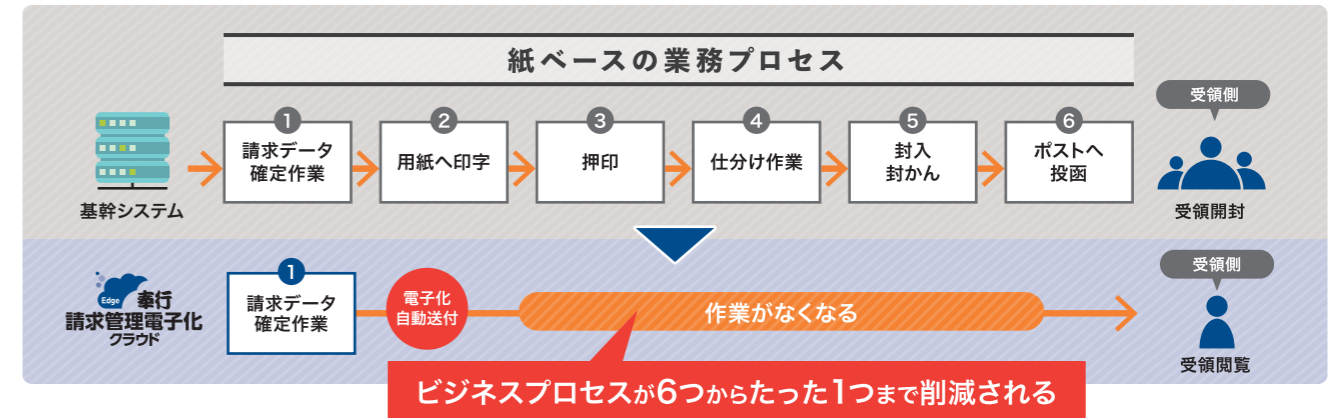 紙ベースの業務プロセス
受領側
1
請求データ
確定作業
2
用紙へ印字
3
押印
4
仕分け作業
5
封入
封かん
6
ポストへ
投函
基幹システム
受領開封
Edge 奉行
請求管理電子化
クラウド
1
請求データ
確定作業
電子化
自動送付
作業がなくなる
受領側
受領閲覧
ビジネスプロセスが6つからたった1つまで削減される